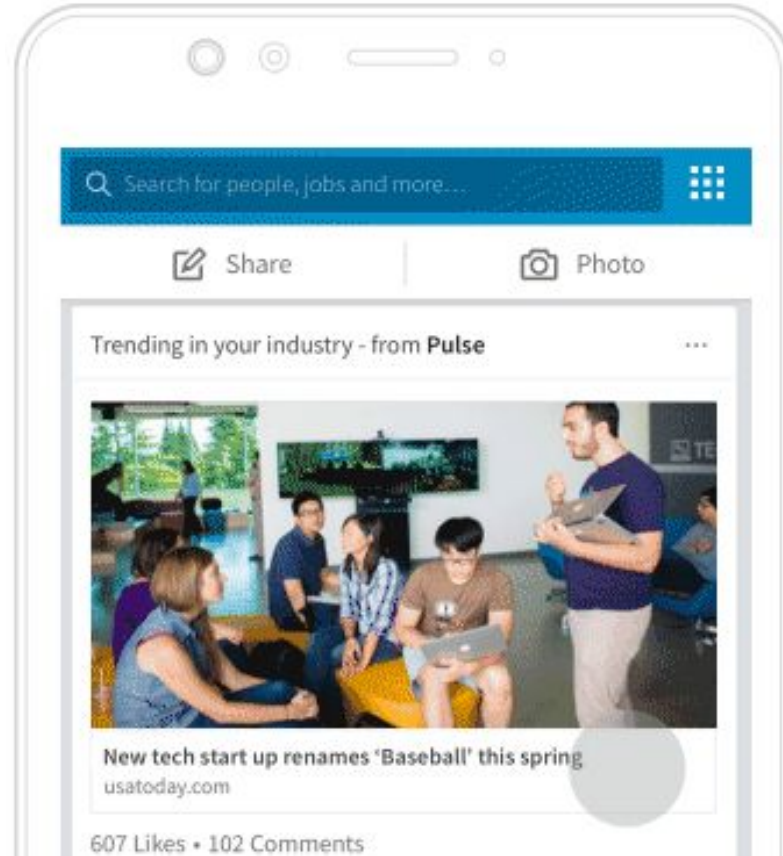 Search for people, jobs and more...
Share
Photo
Trending in your industry - from Pulse
TE
New tech start up renames ‘Baseball’ this spring
usatoday.com
607 Likes • 102 Comments